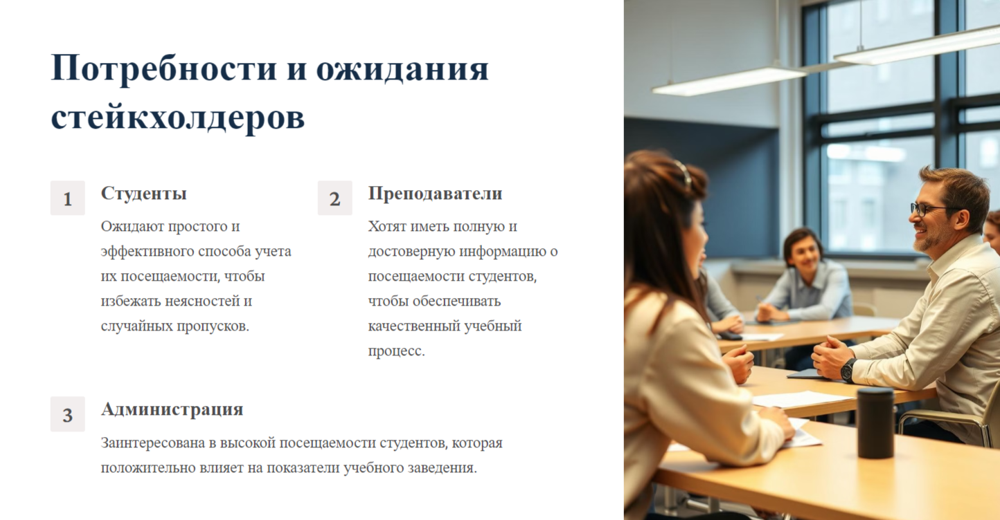 Потребности и ожидания
стейкхолдеров
1
Студенты
Ожидают простого и
эффективного способа учета
их посещаемости, чтобы
избежать неясностей и
случайных пропусков.
2
Преподаватели
Хотят иметь полную и
достоверную информацию о
посещаемости студентов,
чтобы обеспечивать
качественный учебный
процесс.
3
Администрация
Заинтересована в высокой посещаемости студентов, которая
положительно влияет на показатели учебного заведения.